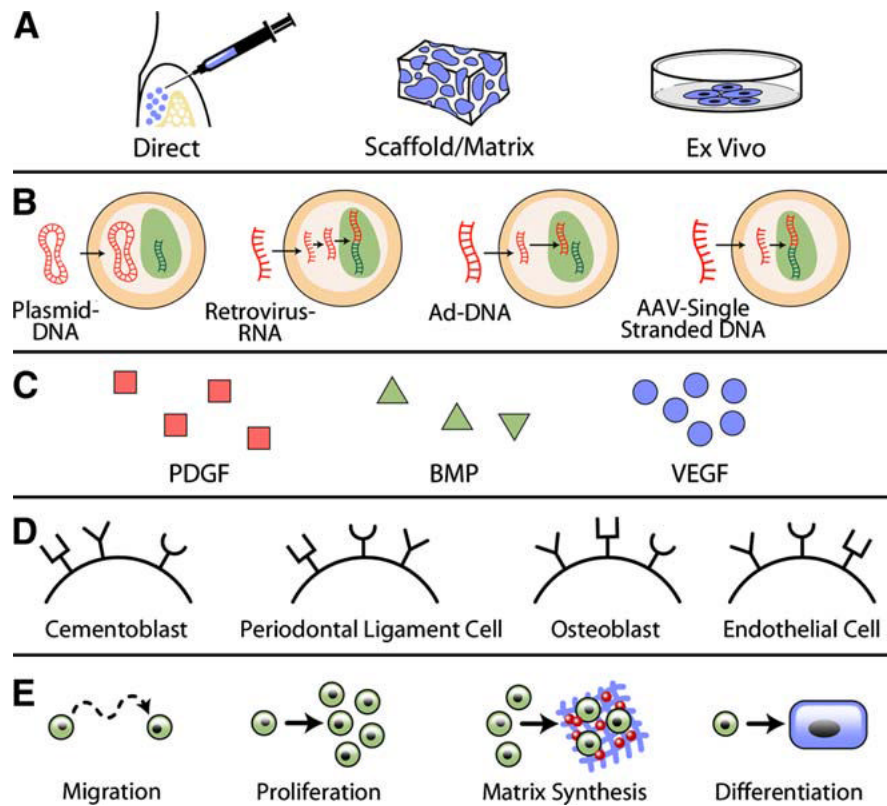 A
Direct
Scaffold/Matrix
Ex Vivo
B
Plasmid-
DNA
Retrovirus-
RNA
Ad-DNA
AAV-Single
Stranded DNA
C
PDGF
BMP
VEGF
D
Cementoblast
Periodontal Ligament Cell
Osteoblast
Endothelial Cell
E
Migration
Proliferation
Matrix Synthesis
Differentiation